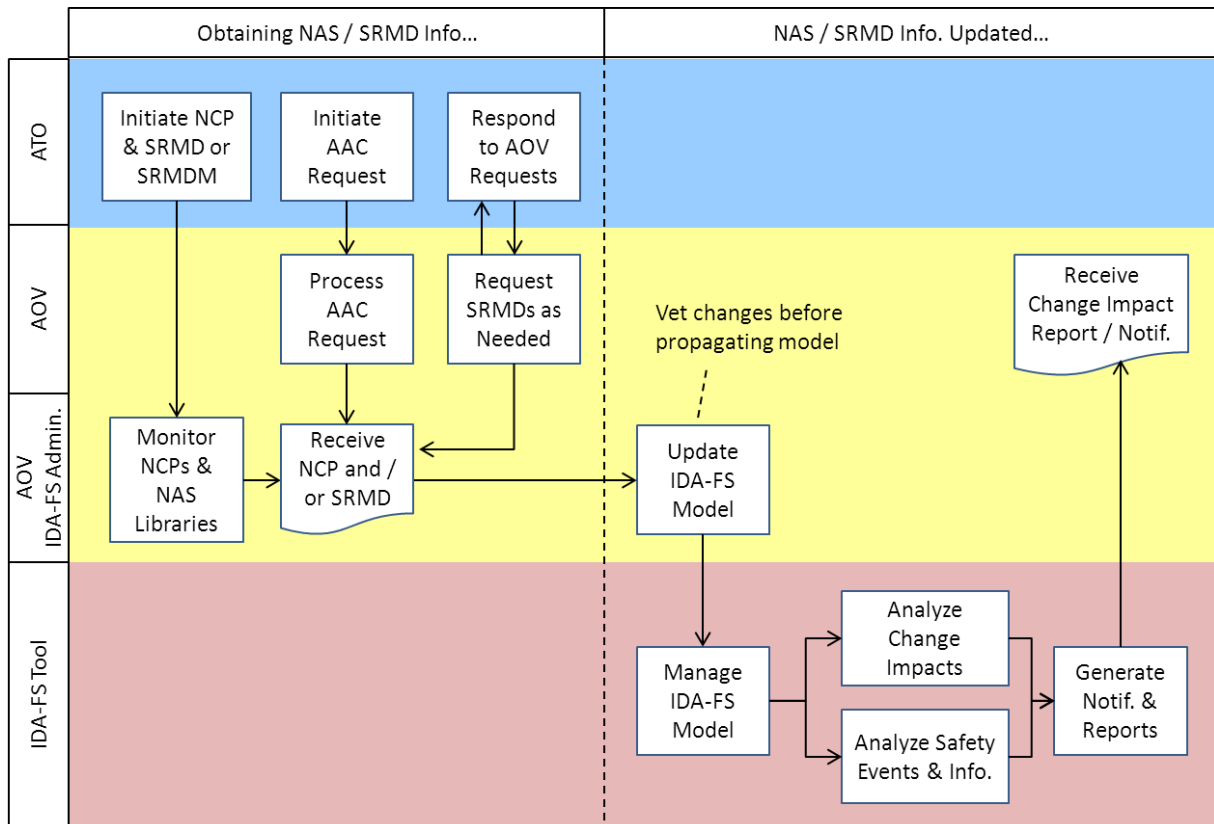 Obtaining NAS / SRMD Info...
NAS / SRMD Info. Updated...
ATO
Initiate NCP
& SRMD or
SRMDM
Initiate
AAC
Request
Respond
to AOV
Requests
AOV
Process
AAC
Request
Request
SRMDs as
Needed
Vet changes before
propagating model
Receive
Change Impact
Report / Notif.
AOV
IDA-FS Admin.
Monitor
NCPs &
NAS
Libraries
Receive
NCP and /
or SRMD
Update
IDA-FS
Model
IDA-FS Tool
Manage
IDA-FS
Model
Analyze
Change
Impacts
Analyze Safety
Events & Info.
Generate
Notif. &
Reports